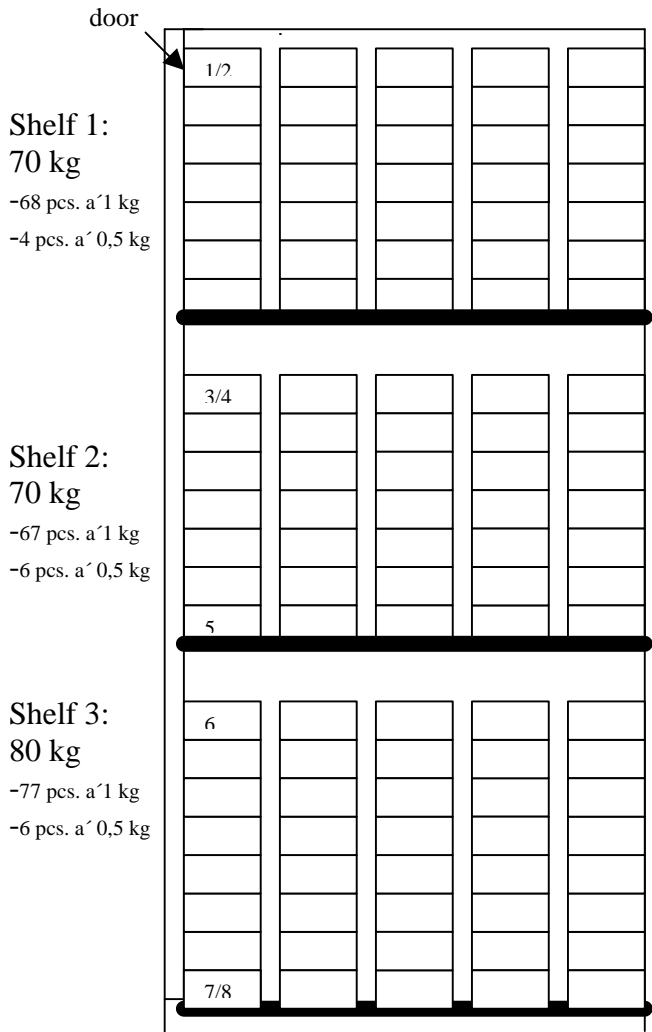 door
1/2
Shelf 1:
70 kg
-68 pcs. a´1 kg
-4 pcs. a´ 0,5 kg
3/4
Shelf 2:
70 kg
-67 pcs. a´1 kg
-6 pcs. a´ 0,5 kg
5
Shelf 3:
80 kg
-77 pcs. a´1 kg
-6 pcs. a´ 0,5 kg
6
7/8